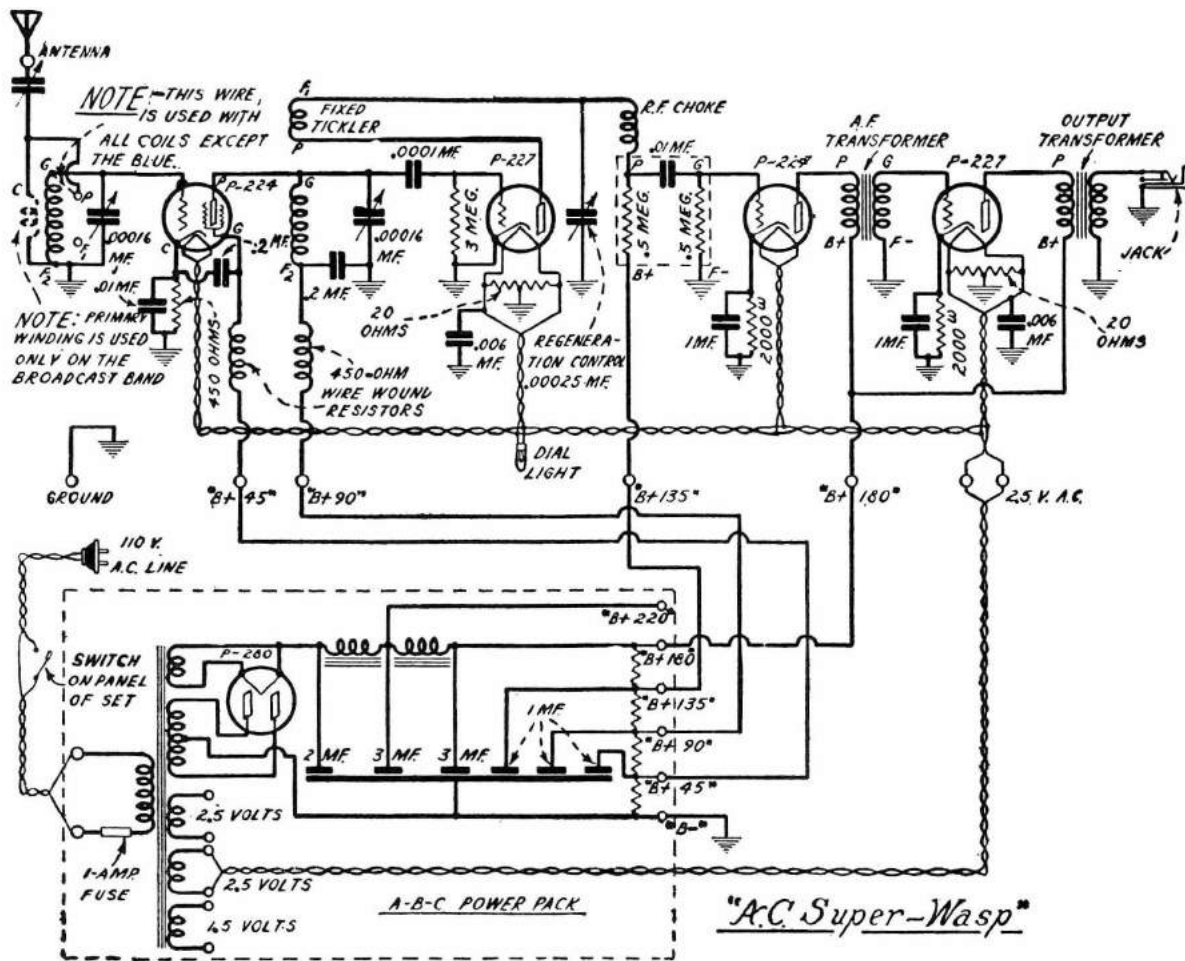 ANTENNA
NOTE:-THIS WIRE,
IS USED WITH
ALL COILS EXCEPT
THE BLUE.
F1
FIXED
TICKLER
P
R.F. CHOKE
A.F.
TRANSFORMER
OUTPUT
TRANSFORMER
C
G
P
F1
F2
.00016
MF.
P-224
P
C
G
.2 MF.
G
F2
.2 MF.
.0001 MF.
.00016
MF.
3 MEG.
P-227
P
G
.01 MF.
.5 MEG.
.5 MEG.
B+
F-
P-227
P
G
B+
F-
P-227
P
B+
JACK
.01 MF.
NOTE: PRIMARY
WINDING IS USED
ONLY ON THE
BROADCAST BAND
450 OHMS-
450=OHM
WIRE WOUND
RESISTORS
20
OHMS
.006
MF.
REGENERATION CONTROL
.00025-MF.
1 MF.
2000 ω
1 MF.
2000 ω
.006
MF
20
OHMS
DIAL
LIGHT
GROUND
"B+45"
"B+90"
"B+135"
"B+180"
2.5. V. A.C.
110 V.
A.C. LINE
SWITCH
ON PANEL
OF SET
P-280
"B+220"
"B+180"
"B+135"
"B+90"
"B+45"
"B-"
2 MF.
3 MF.
3 MF.
1 MF.
1-AMP.
FUSE
2.5 VOLTS
2.5 VOLTS
1.5 VOLTS
A-B-C POWER PACK
"A.C. Super-Wasp"